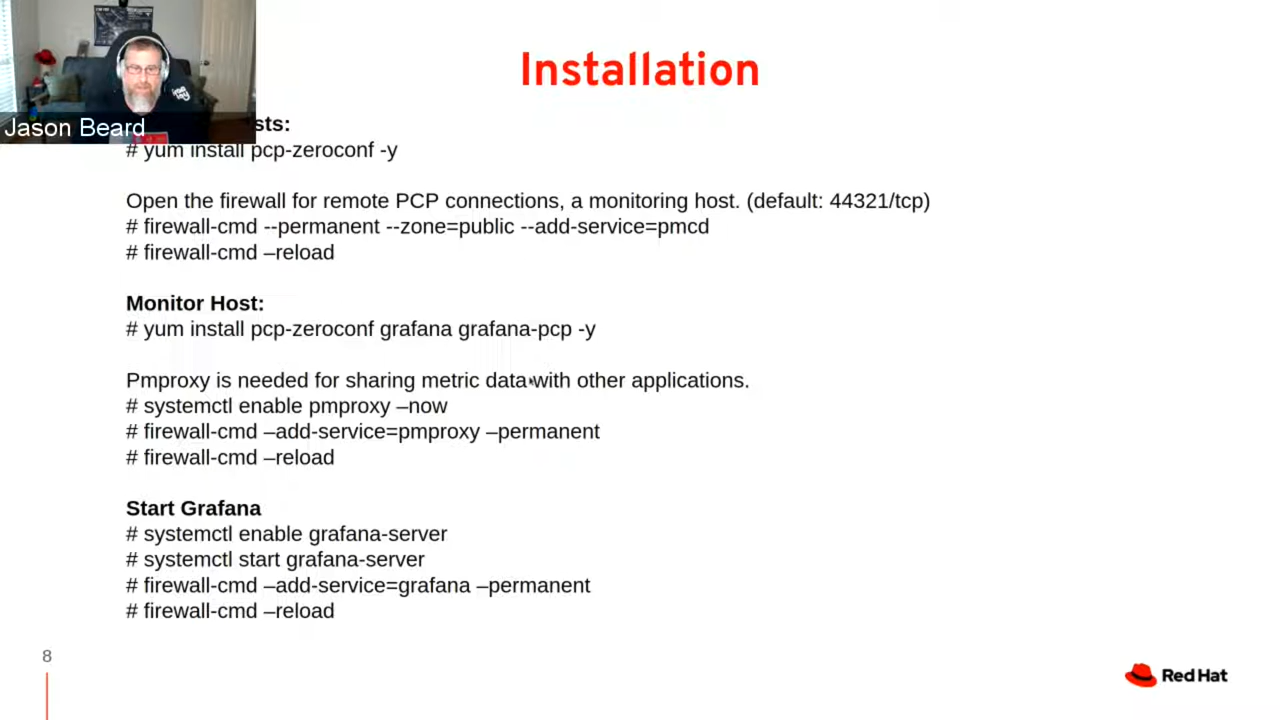 Installation
Jason Beard
sts:
# yum install pcp-zeroconf -y
Open the firewall for remote PCP connections, a monitoring host. (default: 44321/tcp)
# firewall-cmd --permanent --zone=public --add-service=pmcd
# firewall-cmd –reload
Monitor Host:
# yum install pcp-zeroconf grafana grafana-pcp -y
Pmproxy is needed for sharing metric data with other applications.
# systemctl enable pmproxy –now
# firewall-cmd –add-service=pmproxy –permanent
# firewall-cmd –reload
Start Grafana
# systemctl enable grafana-server
# systemctl start grafana-server
# firewall-cmd –add-service=grafana –permanent
# firewall-cmd –reload
8
Red Hat